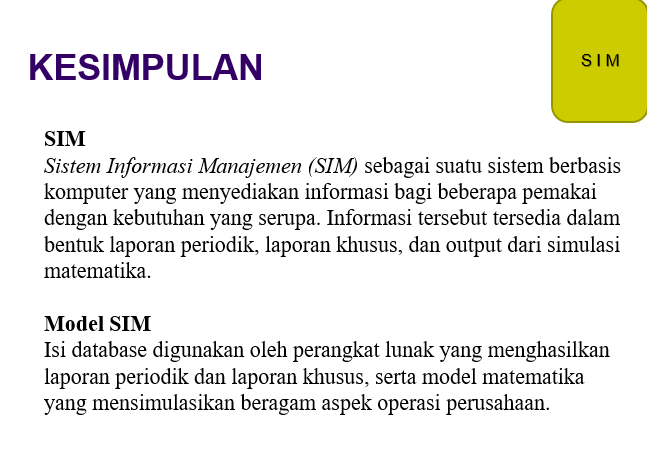 S I M
KESIMPULAN
SIM
Sistem Informasi Manajemen (SIM) sebagai suatu sistem berbasis
komputer yang menyediakan informasi bagi beberapa pemakai
dengan kebutuhan yang serupa. Informasi tersebut tersedia dalam
bentuk laporan periodik, laporan khusus, dan output dari simulasi
matematika.
Model SIM
Isi database digunakan oleh perangkat lunak yang menghasilkan
laporan periodik dan laporan khusus, serta model matematika
yang mensimulasikan beragam aspek operasi perusahaan.